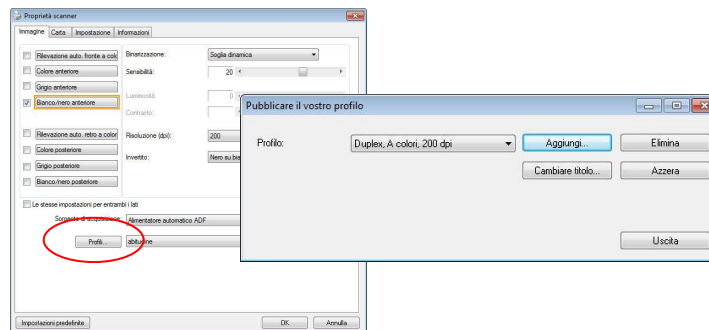 Proprietà scanner
Immagine Carta Impostazione Informazioni
Rilevazione auto. fronte a colo Binarizzazione: Soglia dinamica
Colore anteriore Sensibilità: 20
Grigio anteriore
Luminosità 0
Bianco/nero anteriore
Contrasto:
Rilevazione auto. retro a color Risoluzione (dpi): 200
Colore posteriore
Invertito: Nero su bia
Grigio posteriore
Bianco/nero posteriore
Le stesse impostazioni per entrambi i lati
Sorgente di acquisizione: Alimentatore automatico ADF
Profili... abitudine
Impostazioni predefinite OK Annulla
Pubblicare il vostro profilo
Profilo: Duplex, A colori, 200 dpi Aggiungi... Elimina
Cambiare titolo... Azzera
Uscita